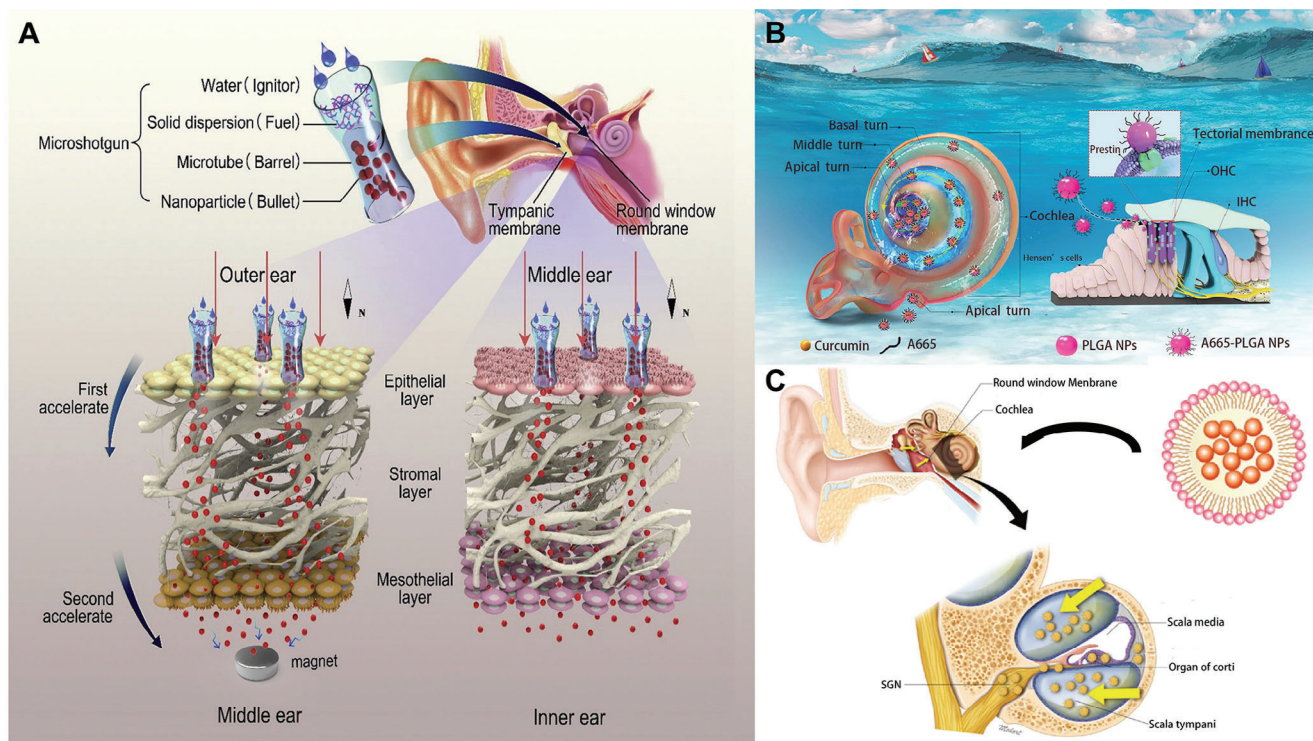 A
Water(Ignitor)
Solid dispersion(Fuel)
Microshotgun
Microtube(Barrel)
Nanoparticle(Bullet)
Tympanic
membrane
Round window
membrane
Outer ear
Middle ear
N
N
First
accelerate
Epithelial
layer
Stromal
layer
Mesothelial
layer
Second
accelerate
magnet
Middle ear
Inner ear
B
Basal turn
Middle turn
Apical turn
Cochlea
Apical turn
Prestin
Tectorial membrance
OHC
IHC
Hensen's cells
Curcumin
A665
PLGA NPs
A665-PLGA NPs
C
Round window Menbrane
Cochlea
Scala media
Organ of corti
SGN
Scala tympani